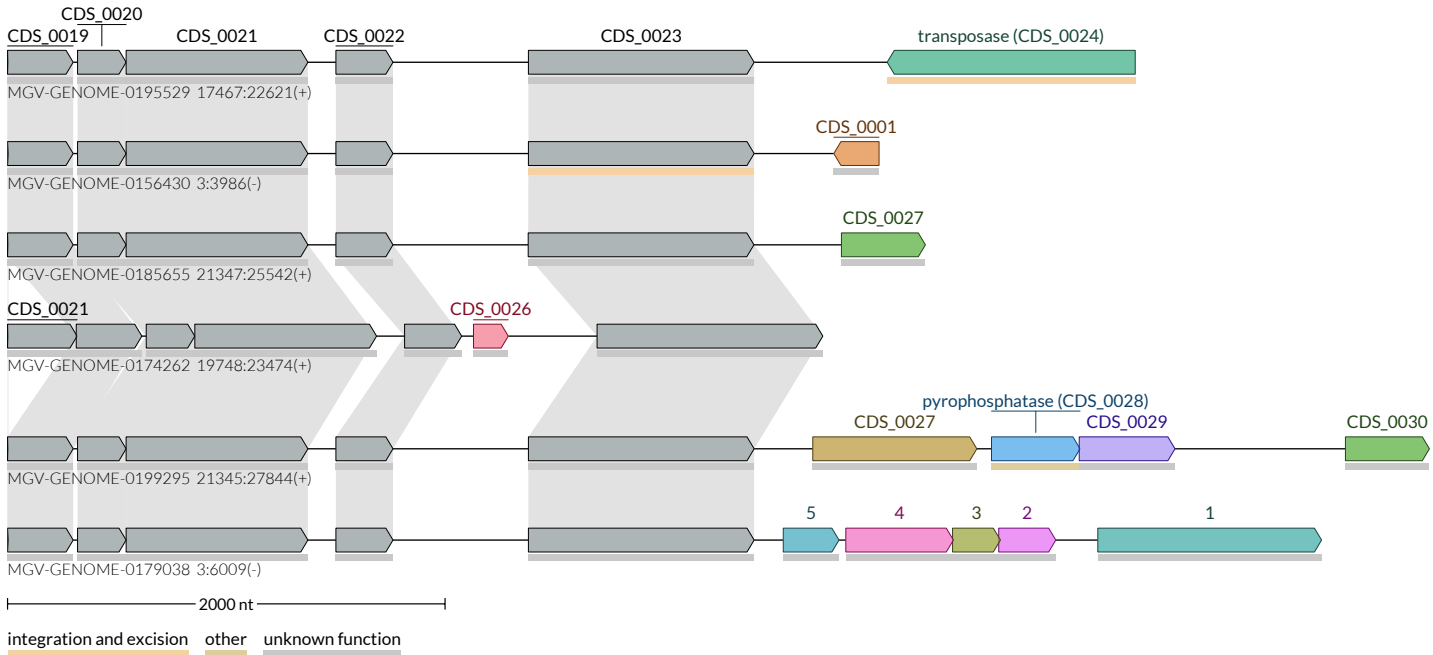 CDS_0020
CDS_0019 CDS_0021 CDS_0022 CDS_0023 transposase (CDS_0024)
MGV-GENOME-0195529 17467:22621(+)
CDS_0001
MGV-GENOME-0156430 3:3986(-)
CDS_0027
MGV-GENOME-0185655 21347:25542(+)
CDS_0021 CDS_0026
MGV-GENOME-0174262 19748:23474(+)
pyrophosphatase (CDS_0028)
CDS_0027 CDS_0029 CDS_0030
MGV-GENOME-0199295 21345:27844(+)
5 4 3 2 1
MGV-GENOME-0179038 3:6009(-)
2000 nt
integration and excision other unknown function